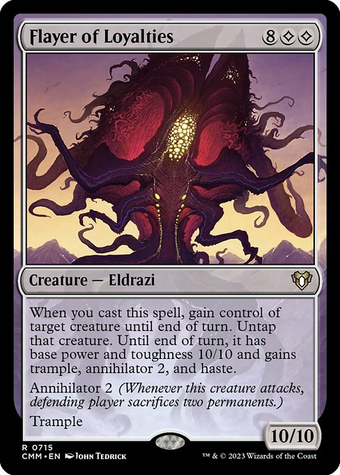 Flayer of Loyalties 8
Creature — Eldrazi
When you cast this spell, gain control of
target creature until end of turn. Untap
that creature. Until end of turn, it has
base power and toughness 10/10 and gains
trample, annihilator 2, and haste.
Annihilator 2 (Whenever this creature attacks,
defending player sacrifices two permanents.)
Trample
10/10
R 0715
CMM • EN JOHN TEDRICK ™ & © 2023 Wizards of the Coast